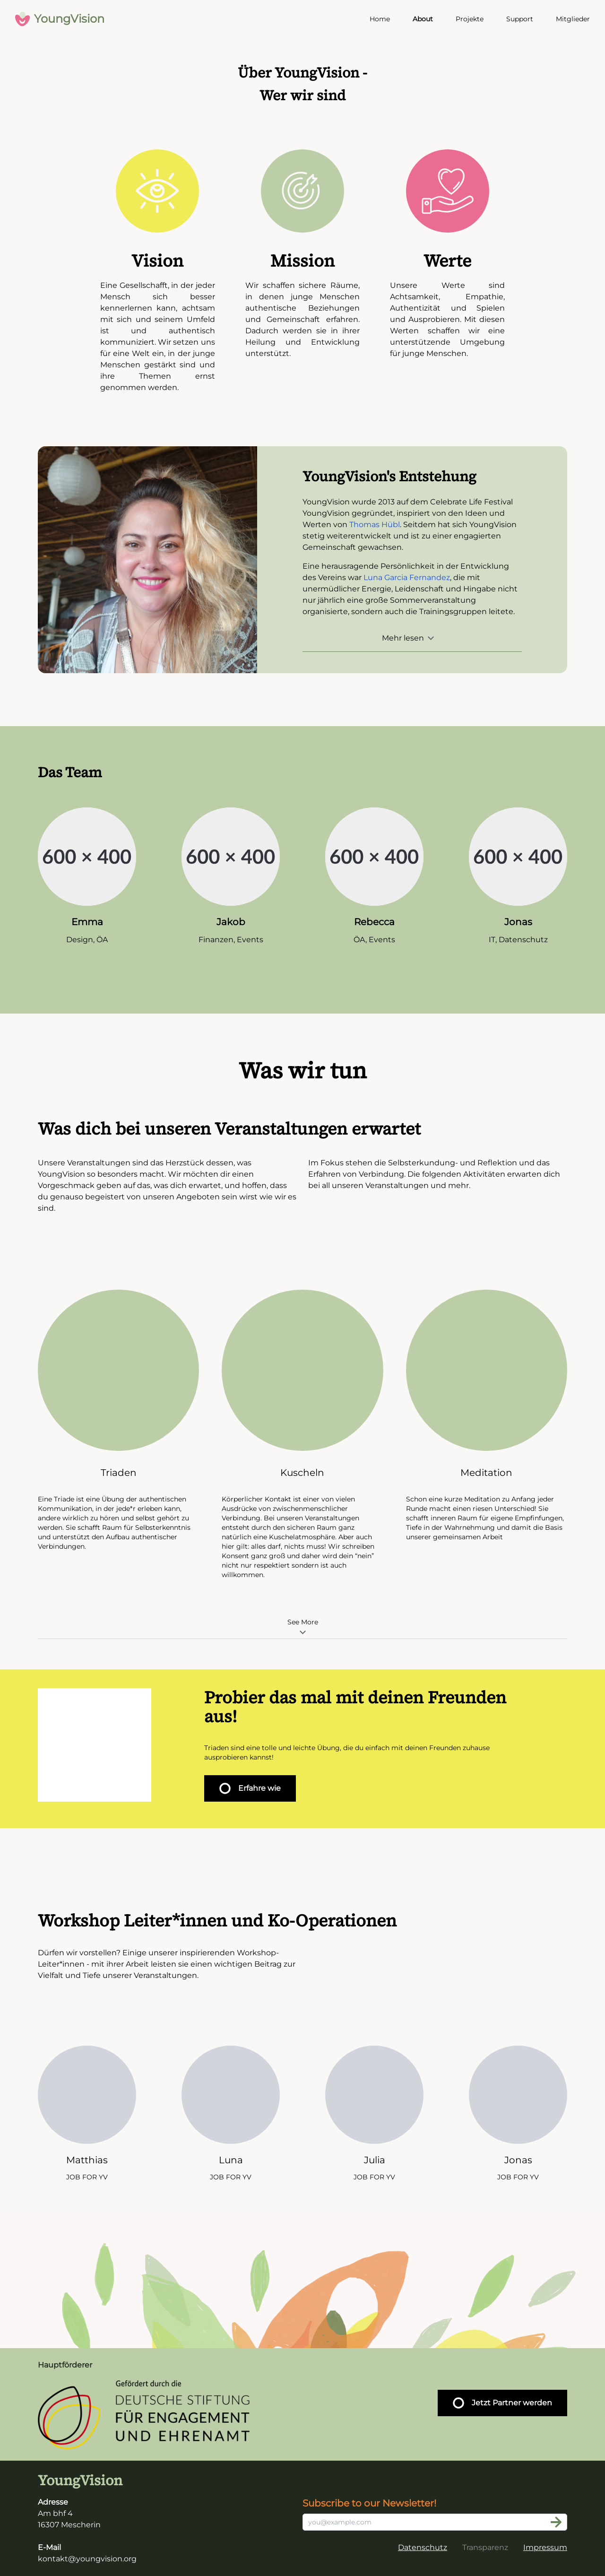 YoungVision
Home
About
Projekte
Support
Mitglieder
Über YoungVision -
Wer wir sind
Vision
Eine Gesellschafft, in der jeder
Mensch sich besser
kennerlernen kann, achtsam
mit sich und seinem Umfeld
ist und authentisch
kommuniziert. Wir setzen uns
für eine Welt ein, in der junge
Menschen gestärkt sind und
ihre Themen ernst
genommen werden.
Mission
Wir schaffen sichere Räume,
in denen junge Menschen
authentische Beziehungen
und Gemeinschaft erfahren.
Dadurch werden sie in ihrer
Heilung und Entwicklung
unterstützt.
Werte
Unsere Werte sind
Achtsamkeit, Empathie,
Authentizität und Spielen
und Ausprobieren. Mit diesen
Werten schaffen wir eine
unterstützende Umgebung
für junge Menschen.
YoungVision's Entstehung
YoungVision wurde 2013 auf dem Celebrate Life Festival
YoungVision gegründet, inspiriert von den Ideen und
Werten von Thomas Hübl. Seitdem hat sich YoungVision
stetig weiterentwickelt und ist zu einer engagierten
Gemeinschaft gewachsen.
Eine herausragende Persönlichkeit in der Entwicklung
des Vereins war Luna Garcia Fernandez, die mit
unermüdlicher Energie, Leidenschaft und Hingabe nicht
nur jährlich eine große Sommerveranstaltung
organisierte, sondern auch die Trainingsgruppen leitete.
Mehr lesen
Das Team
600 × 400
600 × 400
600 × 400
600 × 400
Emma
Jakob
Rebecca
Jonas
Design, ÖA
Finanzen, Events
ÖA, Events
IT, Datenschutz
Was wir tun
Was dich bei unseren Veranstaltungen erwartet
Unsere Veranstaltungen sind das Herzstück dessen, was
YoungVision so besonders macht. Wir möchten dir einen
Vorgeschmack geben auf das, was dich erwartet, und hoffen, dass
du genauso begeistert von unseren Angeboten sein wirst wie wir es
sind.
Im Fokus stehen die Selbsterkundung- und Reflektion und das
Erfahren von Verbindung. Die folgenden Aktivitäten erwarten dich
bei all unseren Veranstaltungen und mehr.
Triaden
Eine Triade ist eine Übung der authentischen
Kommunikation, in der jede*r erleben kann,
andere wirklich zu hören und selbst gehört zu
werden. Sie schafft Raum für Selbsterkenntnis
und unterstützt den Aufbau authentischer
Verbindungen.
Kuscheln
Körperlicher Kontakt ist einer von vielen
Ausdrücke von zwischenmenschlicher
Verbindung. Bei unseren Veranstaltungen
entsteht durch den sicheren Raum ganz
natürlich eine Kuschelatmosphäre. Aber auch
hier gilt: alles darf, nichts muss! Wir schreiben
Konsent ganz groß und daher wird dein "nein"
nicht nur respektiert sondern ist auch
willkommen.
Meditation
Schon eine kurze Meditation zu Anfang jeder
Runde macht einen riesen Unterschied! Sie
schafft inneren Raum für eigene Empfinfungen,
Tiefe in der Wahrnehmung und damit die Basis
unserer gemeinsamen Arbeit
See More
Probier das mal mit deinen Freunden
aus!
Triaden sind eine tolle und leichte Übung, die du einfach mit deinen Freunden zuhause
ausprobieren kannst!
Erfahre wie
Workshop Leiter*innen und Ko-Operationen
Dürfen wir vorstellen? Einige unserer inspirierenden Workshop-
Leiter*innen - mit ihrer Arbeit leisten sie einen wichtigen Beitrag zur
Vielfalt und Tiefe unserer Veranstaltungen.
Matthias
Luna
Julia
Jonas
JOB FOR YV
JOB FOR YV
JOB FOR YV
JOB FOR YV
Hauptförderer
Gefördert durch die
DEUTSCHE STIFTUNG
FÜR ENGAGEMENT
UND EHRENAMT
Jetzt Partner werden
YoungVision
Adresse
Am bhf 4
16307 Mescherin
E-Mail
kontakt@youngvision.org
Subscribe to our Newsletter!
you@example.com
Datenschutz
Transparenz
Impressum